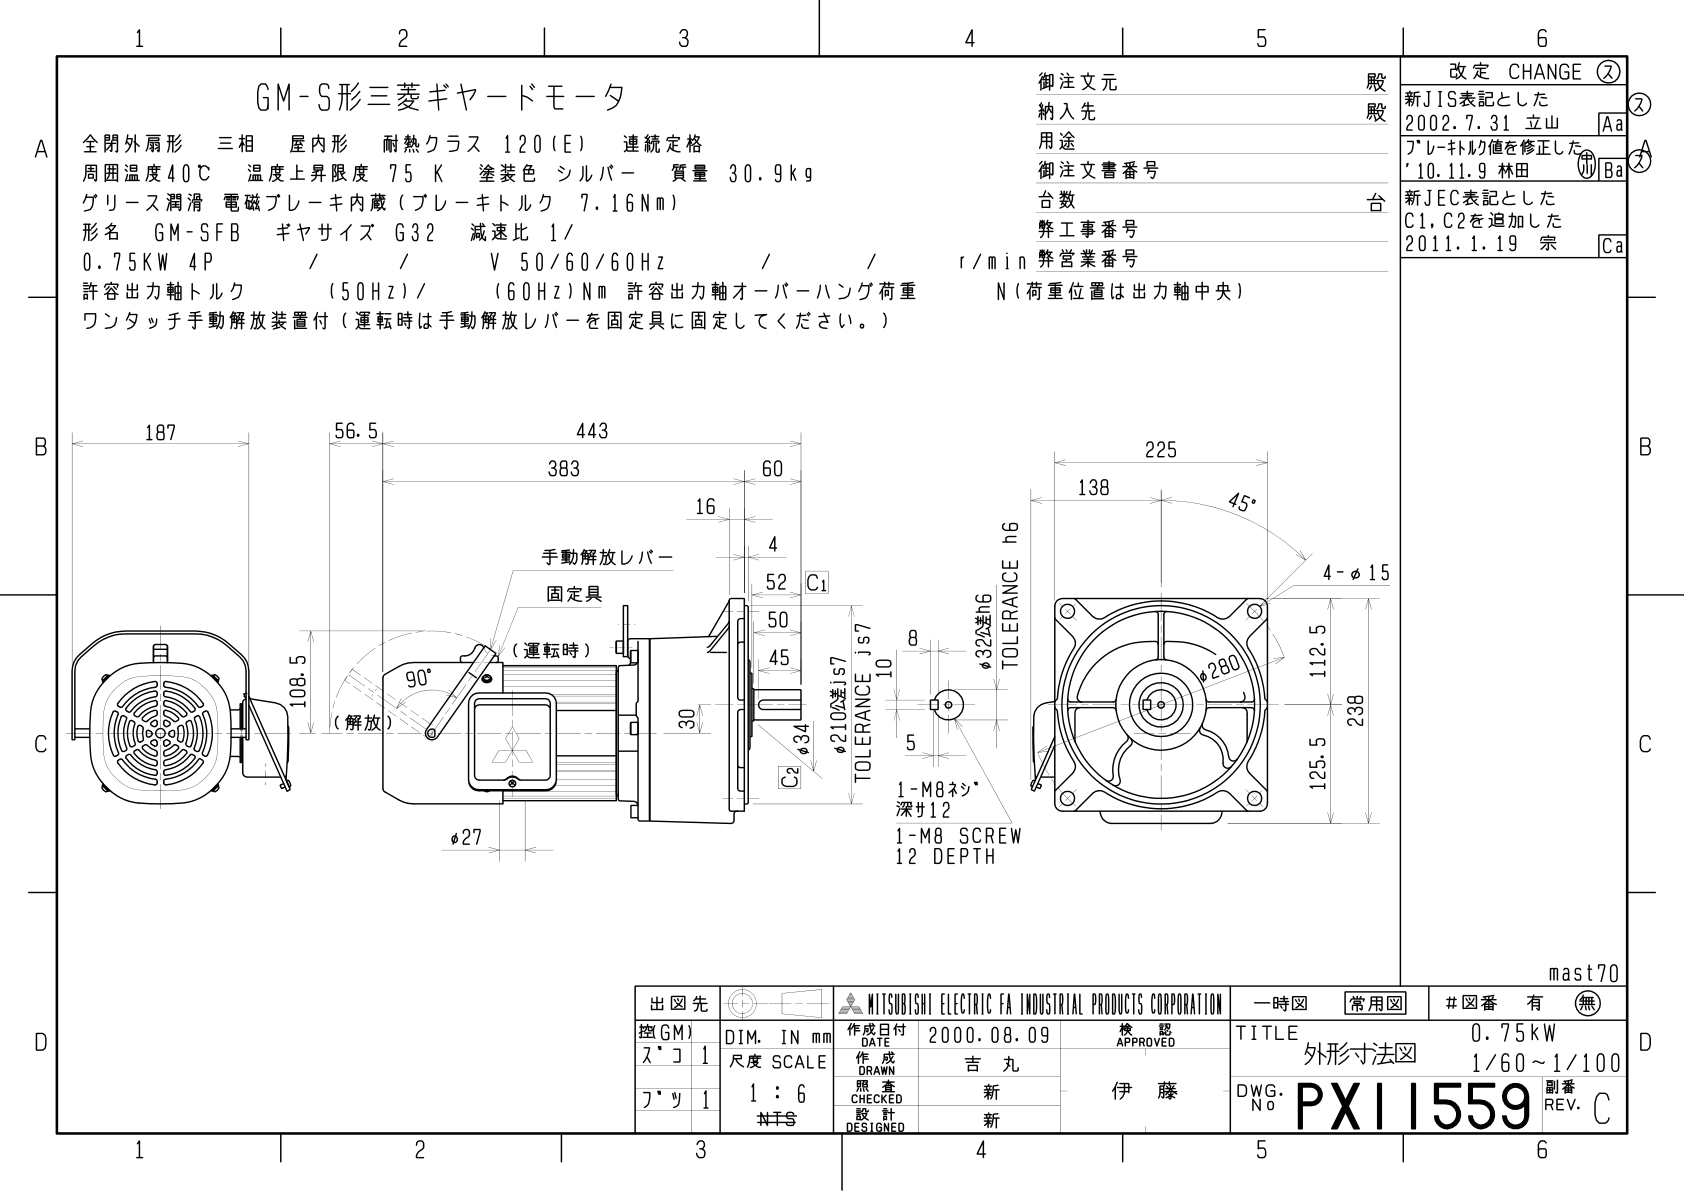 1 2 3 4 5 6
A
B
C
D
GM-S形三菱ギヤードモータ
全閉外扇形 三相 屋内形 耐熱クラス 120(E) 連続定格
周囲温度40℃ 温度上昇限度 75 K 塗装色 シルバー 質量 30.9kg
グリース潤滑 電磁ブレーキ内蔵(ブレーキトルク 7.16Nm)
形名 GM-SFB ギヤサイズ G32 減速比 1/
0.75KW 4P / / V 50/60/60Hz / / r/min
許容出力軸トルク (50Hz)/ (60Hz)Nm 許容出力軸オーバーハング荷重 N(荷重位置は出力軸中央)
ワンタッチ手動解放装置付(運転時は手動解放レバーを固定具に固定してください。)
御注文元 殿
納入先 殿
用途
御注文書番号
台数 台
弊工事番号
弊営業番号
改定 CHANGE ス
新JIS表記とした
2002.7.31 立山 Aa
ス
ブレーキトルク値を修正した
'10.11.9 林田 中川 Ba
ス
新JEC表記とした
C1,C2を追加した
2011.1.19 宗 Ca
A
B
C
D
187
56.5
443
383
60
16
4
52 C1
50
45
手動解放レバー
固定具
(運転時)
90°
(解放)
108.5
30
φ34
C2
φ210公差js7
TOLERANCE js7
φ27
8
10
5
φ32公差h6
TOLERANCE h6
1-M8ネジ
深サ12
1-M8 SCREW
12 DEPTH
225
138
45°
4-φ15
φ280
112.5
125.5
238
mast70
出図先
控(GM)
ズコ 1
ブツ 1
DIM. IN mm
尺度 SCALE
1 : 6
NTS
MITSUBISHI ELECTRIC FA INDUSTRIAL PRODUCTS CORPORATION
作成日付 DATE 2000.08.09
作成 DRAWN 吉丸
照査 CHECKED 新
設計 DESIGNED 新
検認 APPROVED
伊藤
一時図 常用図 #図番 有 無
TITLE
外形寸法図
0.75kW
1/60~1/100
DWG. No PX11559
副番 REV. C
1 2 3 4 5 6